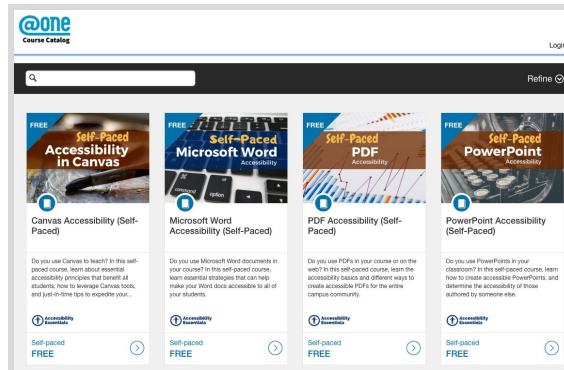 @one
Course Catalog
Login
Refine
FREE
Self-Paced
Accessibility
in Canvas
Canvas Accessibility (Self-
Paced)
Do you use Canvas to teach? In this self-
paced course, learn about essential
accessibility principles that benefit all
students, how to leverage Canvas tools,
and just-in-time tips to expedite your...
Accessibility
Essentials
Self-paced
FREE
FREE
Self-Paced
Microsoft Word
Accessibility
command
option
Microsoft Word
Accessibility (Self-Paced)
Do you use Microsoft Word documents in
your course? In this self-paced course,
learn essential strategies that can help
make your Word docs accessible to all of
your students.
Accessibility
Essentials
Self-paced
FREE
FREE
Self-Paced
PDF
Accessibility
PDF Accessibility (Self-
Paced)
Do you use PDFs in your course or on the
web? In this self-paced course, learn the
accessibility basics and different ways to
create accessible PDFs for the entire
campus community.
Accessibility
Essentials
Self-paced
FREE
FREE
Self-Paced
PowerPoint
Accessibility
PowerPoint Accessibility
(Self-Paced)
Do you use PowerPoints in your
classroom? In this self-paced course, learn
how to create accessible PowerPoints, and
determine the accessibility of those
authored by someone else.
Accessibility
Essentials
Self-paced
FREE